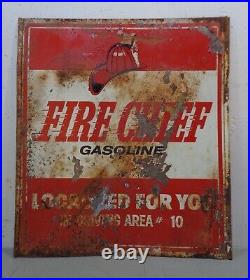 FIRE CHIEF
GASOLINE
FOR YOU
AREA # 10